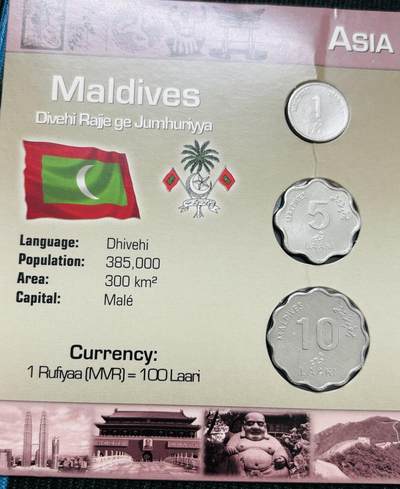 ASIA
Maldives
Divehi Rajje ge Jumhuriyya
Language: Dhivehi
Population: 385,000
Area: 300 km²
Capital: Malé
Currency:
1 Rufiyaa (MVR) = 100 Laari
1
5
LAARI
MALDIVES
10
LAARI